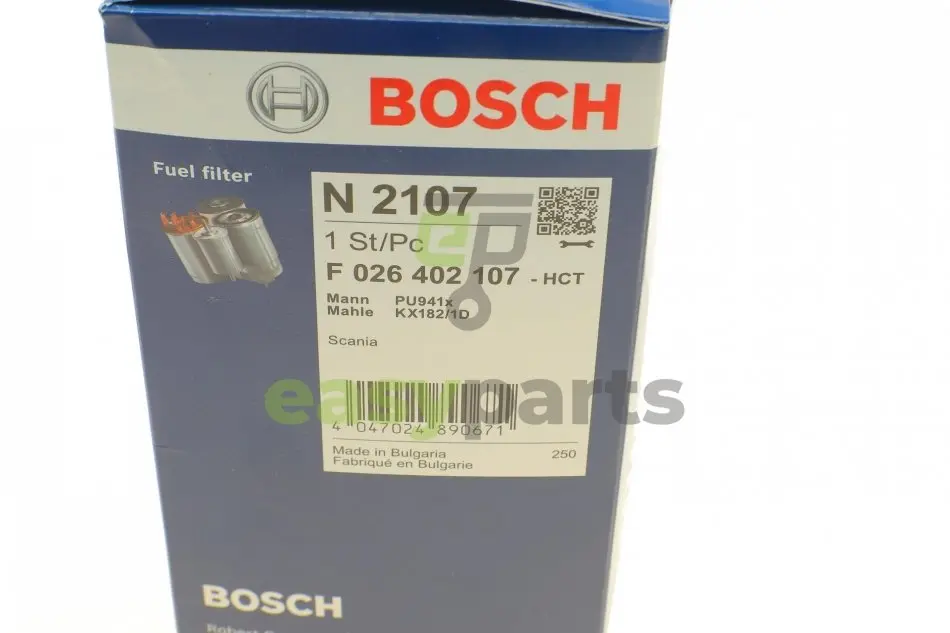 BOSCH
Fuel filter
N 2107
1 St/Pc
F 026 402 107 - HCT
Mann PU941x
Mahle KX182/1D
Scania
easyparts
4 047024 890671
Made in Bulgaria 250
Fabriqué en Bulgarie
BOSCH
Robert